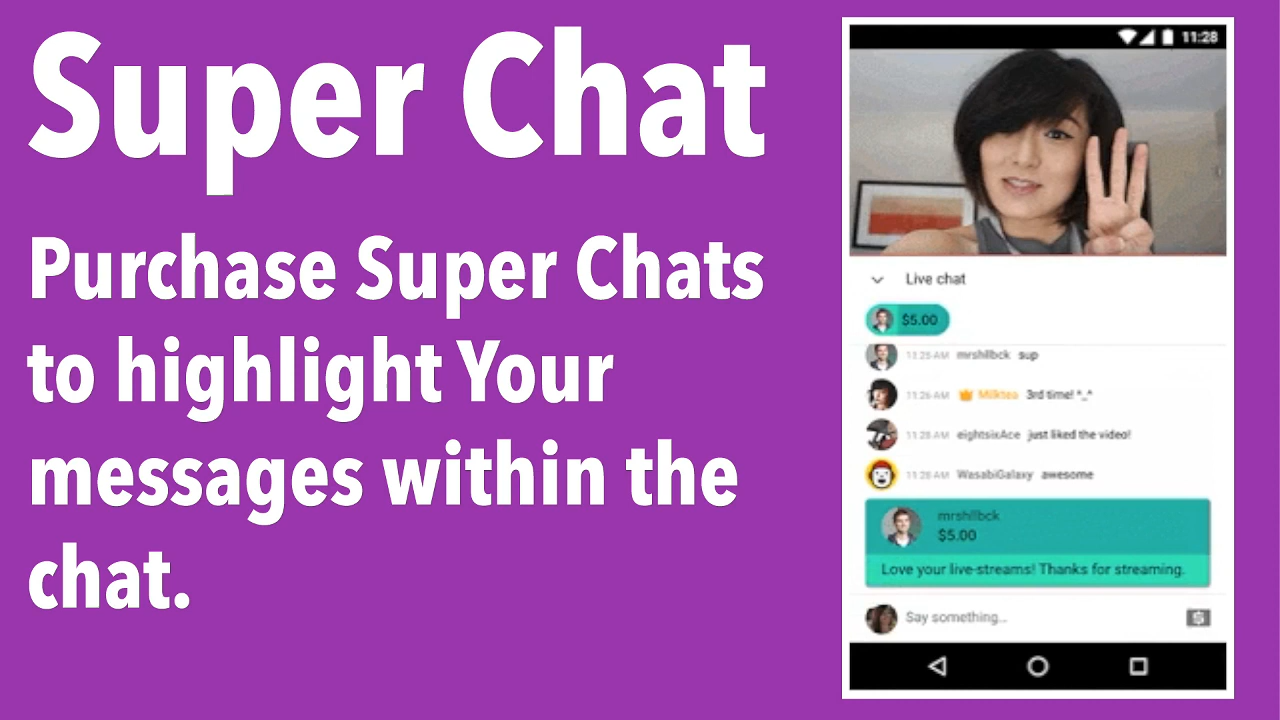 Super Chat
Purchase Super Chats
to highlight Your
messages within the
chat.
11:28
Live chat
$5.00
11:25 AM mrshllbck sup
11:26 AM Milktea 3rd time! ^_^
11:28 AM eightsixAce just liked the video!
11:28 AM WasabiGalaxy awesome
mrshllbck
$5.00
Love your live-streams! Thanks for streaming.
Say something...